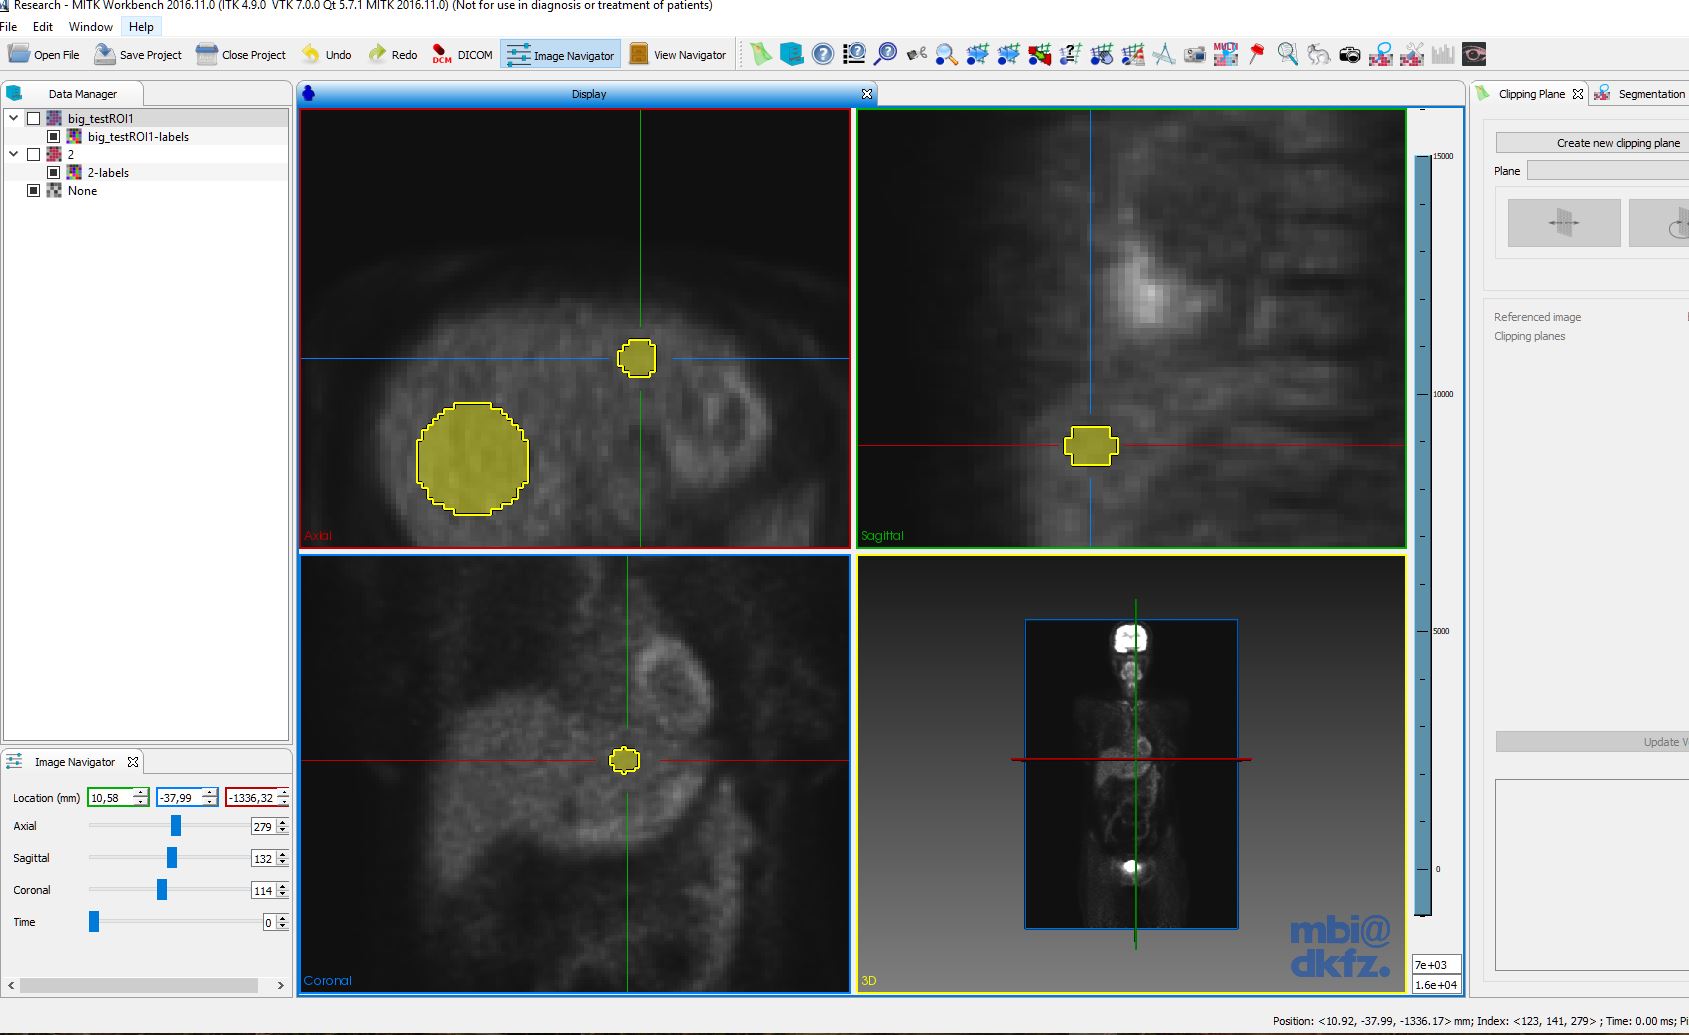 Research - MITK Workbench 2016.11.0 (ITK 4.9.0 VTK 7.0.0 Qt 5.7.1 MITK 2016.11.0) (Not for use in diagnosis or treatment of patients)
File Edit Window Help
Open File Save Project Close Project Undo Redo DCM DICOM Image Navigator View Navigator MULTI
Data Manager
big_testROI1
big_testROI1-labels
2
2-labels
None
Image Navigator
Location (mm) 10,58 -37,99 -1336,32
Axial 279
Sagittal 132
Coronal 114
Time 0
Display
Axial
Sagittal
Coronal
3D
mbi@
dkfz.
15000
10000
5000
0
7e+03
1.6e+04
Clipping Plane Segmentation
Create new clipping plane
Plane
Referenced image
Clipping planes
Update
Position: <10.92, -37.99, -1336.17> mm; Index: <123, 141, 279> ; Time: 0.00 ms; Pi